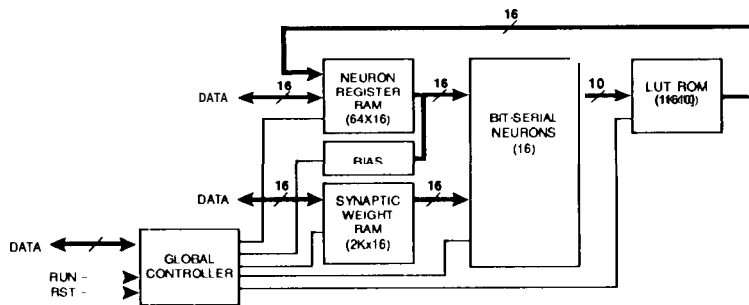 16
NEURON
REGISTER
RAM
(64X16)
DATA
16
16
BIAS
BIT-SERIAL
NEURONS
(16)
10
LUT ROM
DATA
16
SYNAPTIC
WEIGHT
RAM
(2Kx16)
16
DATA
GLOBAL
CONTROLLER
RUN -
RST -